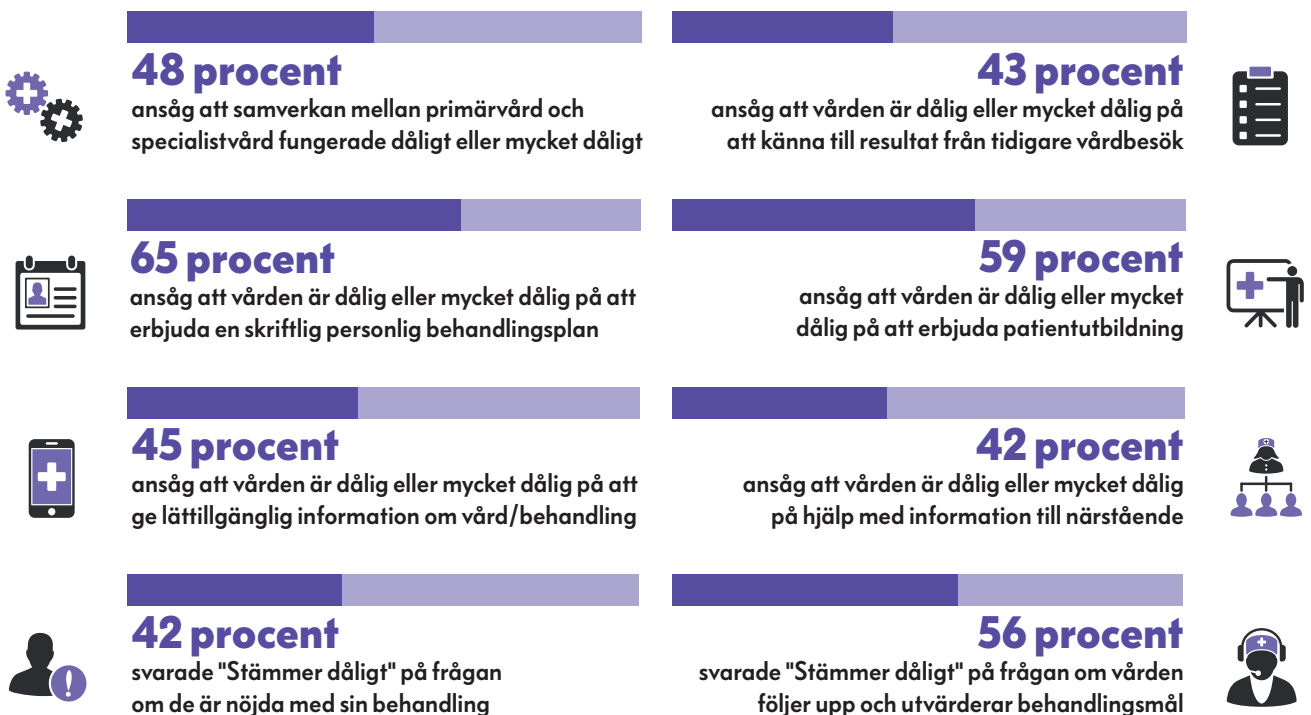 48 procent
ansåg att samverkan mellan primärvård och
specialistvård fungerade dåligt eller mycket dåligt
43 procent
ansåg att vården är dålig eller mycket dålig på
att känna till resultat från tidigare vårdbesök
65 procent
ansåg att vården är dålig eller mycket dålig på att
erbjuda en skriftlig personlig behandlingsplan
59 procent
ansåg att vården är dålig eller mycket
dålig på att erbjuda patientutbildning
45 procent
ansåg att vården är dålig eller mycket dålig på att
ge lättillgänglig information om vård/behandling
42 procent
ansåg att vården är dålig eller mycket dålig
på hjälp med information till närstående
42 procent
svarade "Stämmer dåligt" på frågan
om de är nöjda med sin behandling
56 procent
svarade "Stämmer dåligt" på frågan om vården
följer upp och utvärderar behandlingsmål